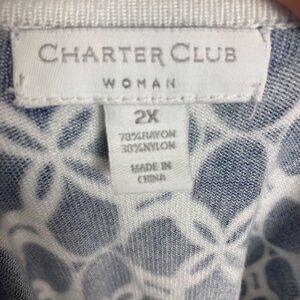 CHARTER CLUB
WOMAN
2X
70%RAYON
30%NYLON
MADE IN
CHINA